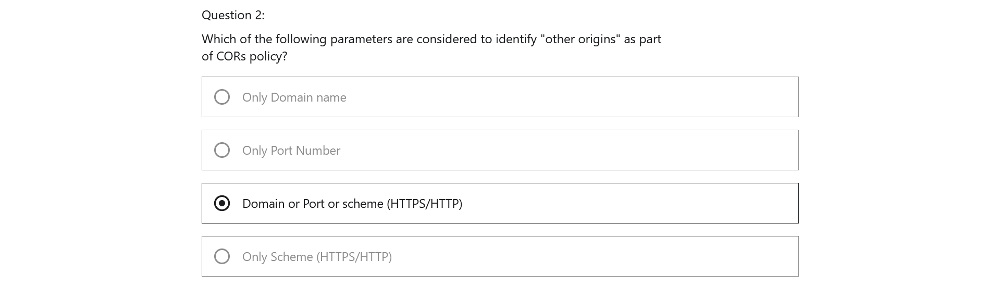 Question 2:
Which of the following parameters are considered to identify "other origins" as part
of CORs policy?
Only Domain name
Only Port Number
Domain or Port or scheme (HTTPS/HTTP)
Only Scheme (HTTPS/HTTP)